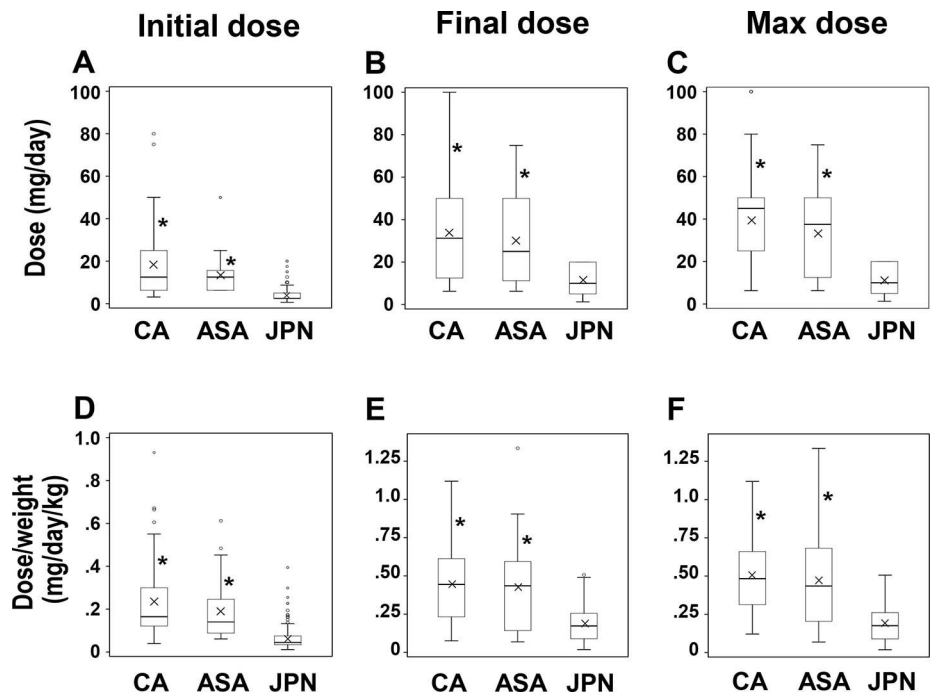 Initial dose
Final dose
Max dose
A
B
C
Dose (mg/day)
100
80
60
40
20
0
*
*
CA
ASA
JPN
100
80
60
40
20
0
*
*
CA
ASA
JPN
100
80
60
40
20
0
*
*
CA
ASA
JPN
D
E
F
Dose/weight
(mg/day/kg)
1.0
.8
.6
.4
.2
0
*
*
CA
ASA
JPN
1.25
1.0
.75
.50
.25
0
*
*
CA
ASA
JPN
1.25
1.0
.75
.50
.25
0
*
*
CA
ASA
JPN